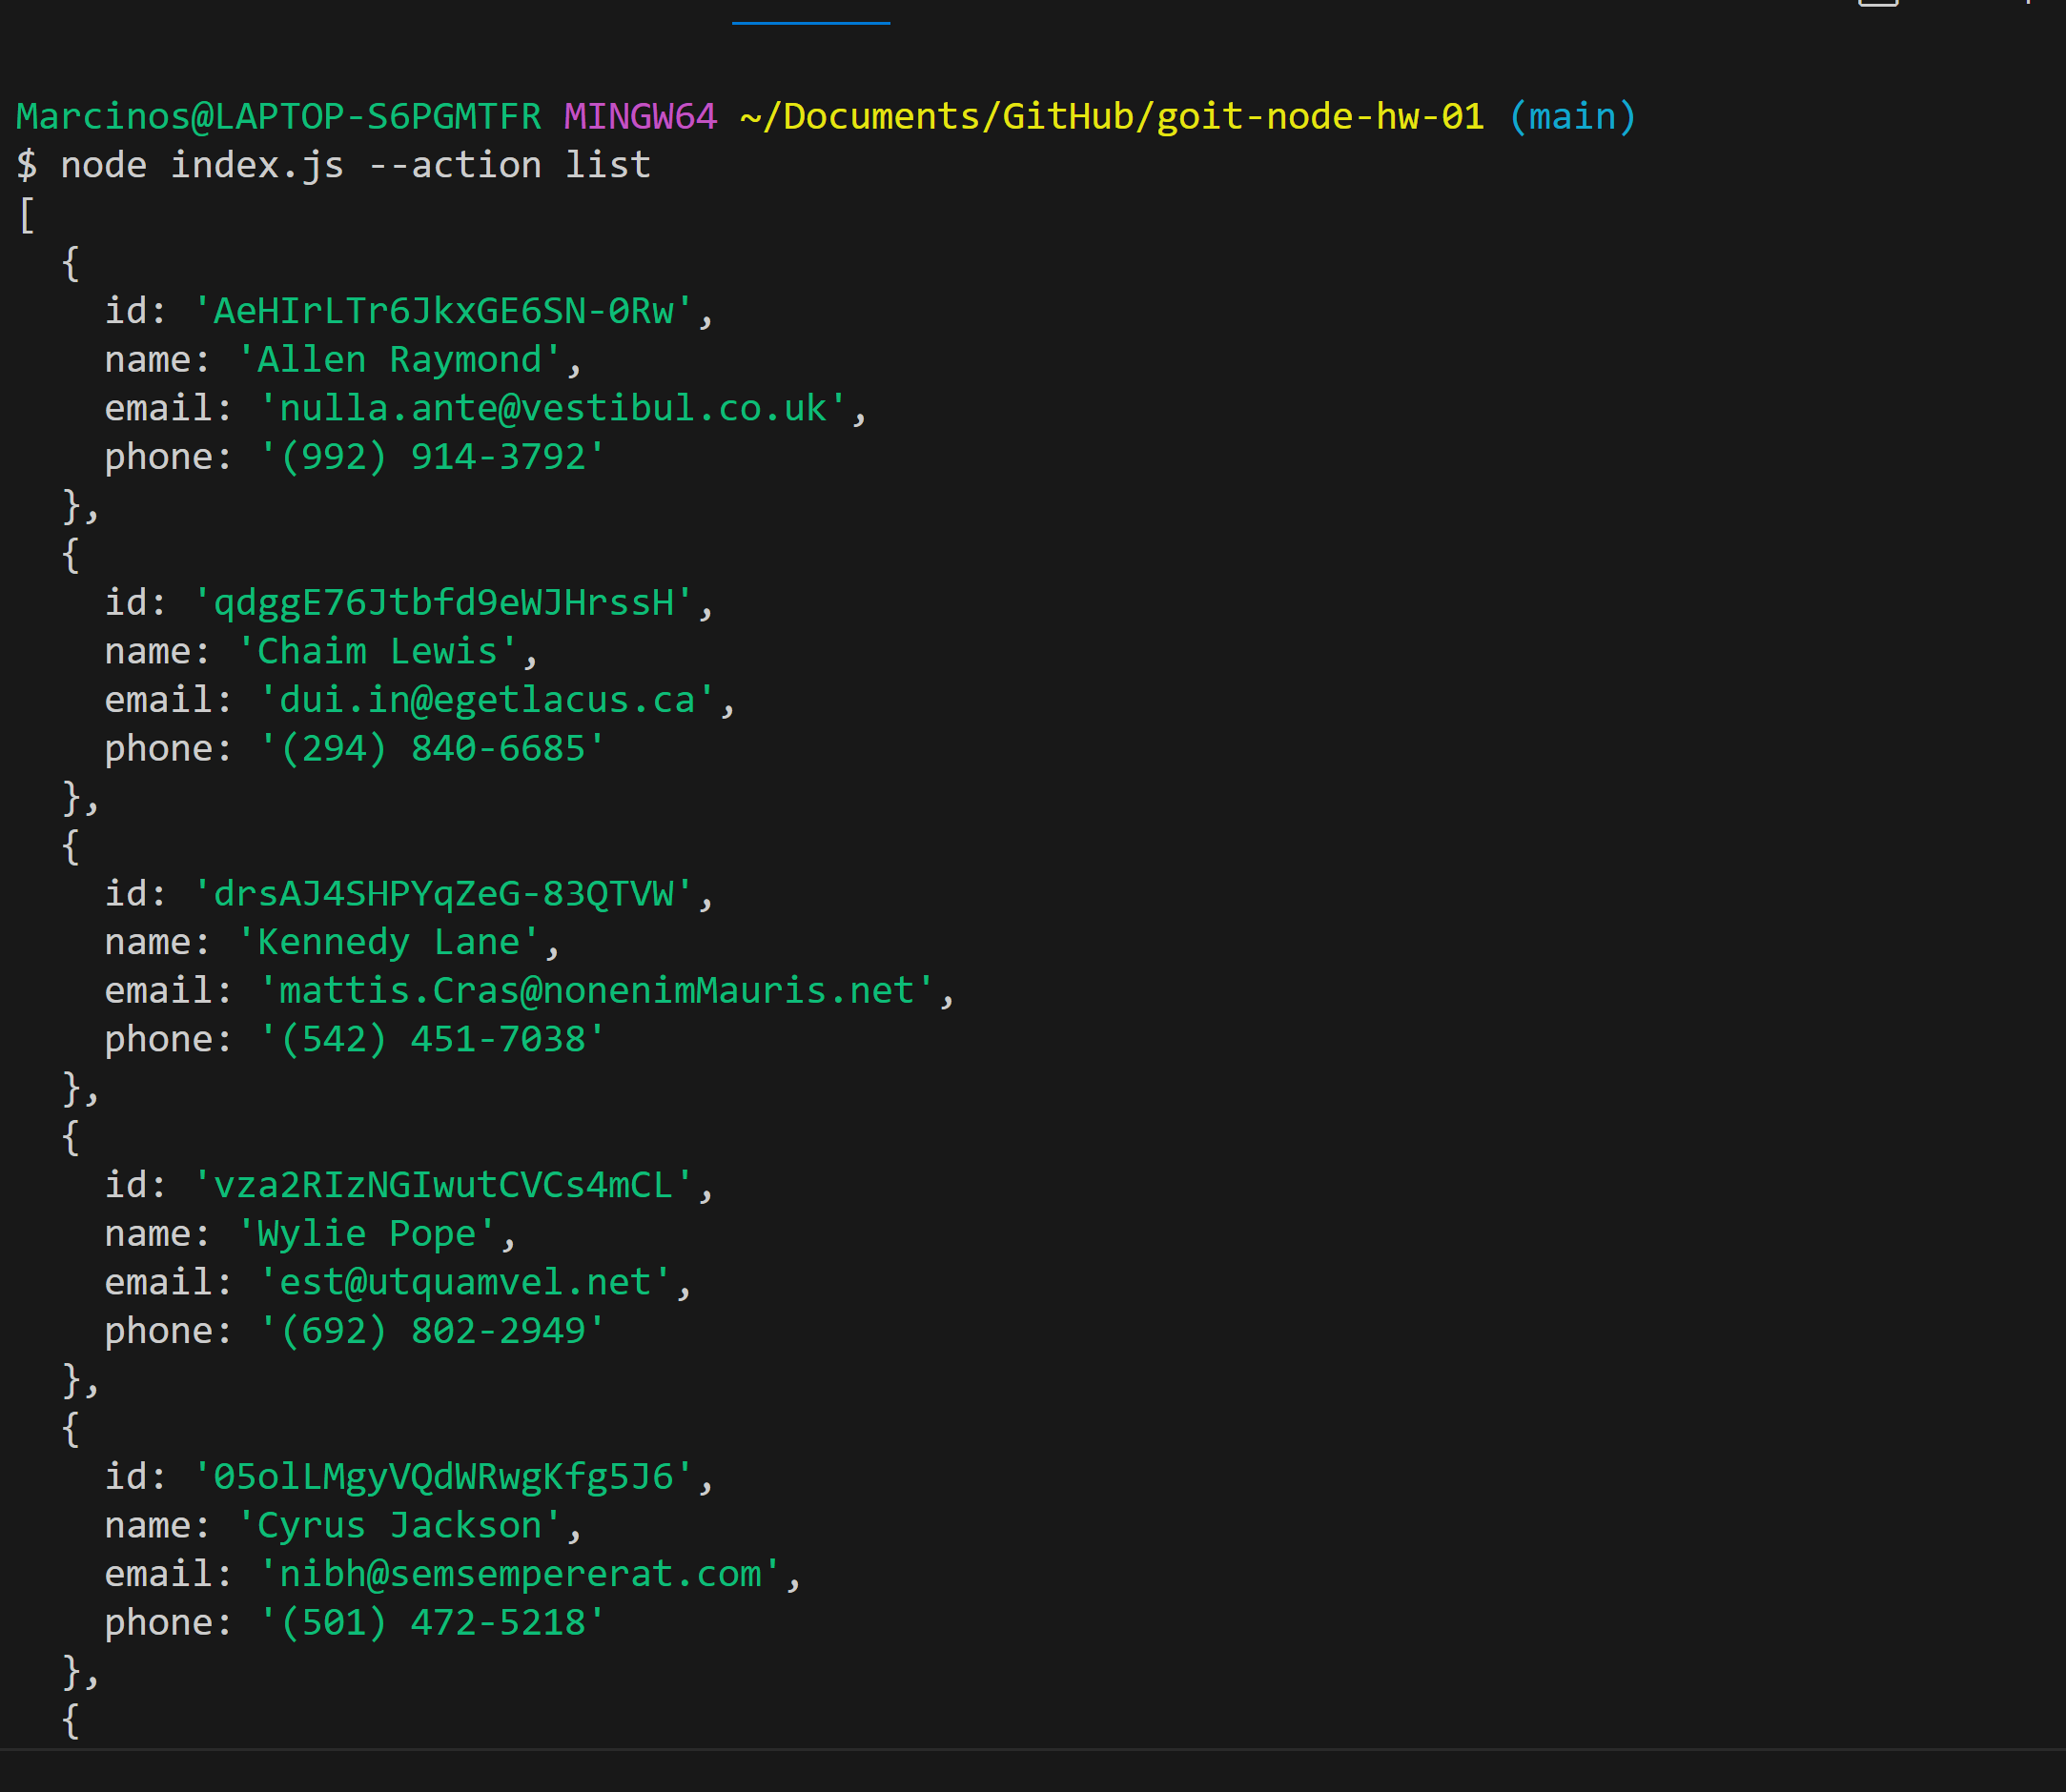 Marcinos@LAPTOP-S6PGMTFR MINGW64 ~/Documents/GitHub/goit-node-hw-01 (main)
$ node index.js --action list
[
  {
    id: 'AeHIrLTr6JkxGE6SN-0Rw',
    name: 'Allen Raymond',
    email: 'nulla.ante@vestibul.co.uk',
    phone: '(992) 914-3792'
  },
  {
    id: 'qdggE76Jtbfd9eWJHrssH',
    name: 'Chaim Lewis',
    email: 'dui.in@egetlacus.ca',
    phone: '(294) 840-6685'
  },
  {
    id: 'drsAJ4SHPYqZeG-83QTVW',
    name: 'Kennedy Lane',
    email: 'mattis.Cras@nonenimMauris.net',
    phone: '(542) 451-7038'
  },
  {
    id: 'vza2RIzNGIwutCVCs4mCL',
    name: 'Wylie Pope',
    email: 'est@utquamvel.net',
    phone: '(692) 802-2949'
  },
  {
    id: '05olLMgyVQdWRwgKfg5J6',
    name: 'Cyrus Jackson',
    email: 'nibh@semsempererat.com',
    phone: '(501) 472-5218'
  },
  {